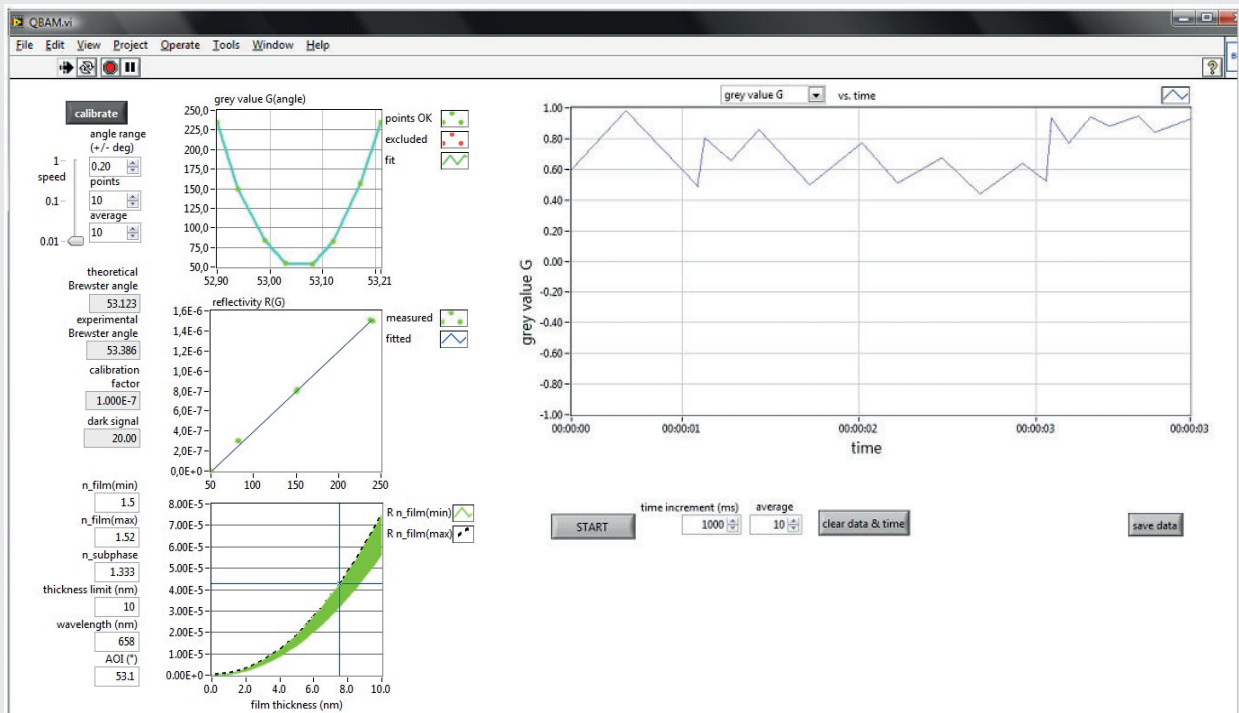 QBAM.vi
File Edit View Project Operate Tools Window Help
calibrate
angle range
(+/- deg)
1
speed
0.20
points
0.1
10
average
0.01
10
theoretical
Brewster angle
53.123
experimental
Brewster angle
53.386
calibration
factor
1.000E-7
dark signal
20.00
n_film(min)
1.5
n_film(max)
1.52
n_subphase
1.333
thickness limit (nm)
10
wavelength (nm)
658
AOI (°)
53.1
grey value G(angle)
250,0
225,0
200,0
175,0
150,0
125,0
100,0
75,0
50,0
52,90 53,00 53,10 53,21
points OK
excluded
fit
reflectivity R(G)
1,6E-6
1,4E-6
1,2E-6
1,0E-6
8,0E-7
6,0E-7
4,0E-7
2,0E-7
0,0E+0
50 100 150 200 250
measured
fitted
8.00E-5
7.00E-5
6.00E-5
5.00E-5
4.00E-5
3.00E-5
2.00E-5
1.00E-5
0.00E+0
0.0 2.0 4.0 6.0 8.0 10.0
film thickness (nm)
R n_film(min)
R n_film(max)
grey value G vs. time
1.00
0.80
0.60
0.40
0.20
0.00
-0.20
-0.40
-0.60
-0.80
-1.00
grey value G
00:00:00 00:00:01 00:00:02 00:00:03 00:00:03
time
START
time increment (ms)
1000
average
10
clear data & time
save data